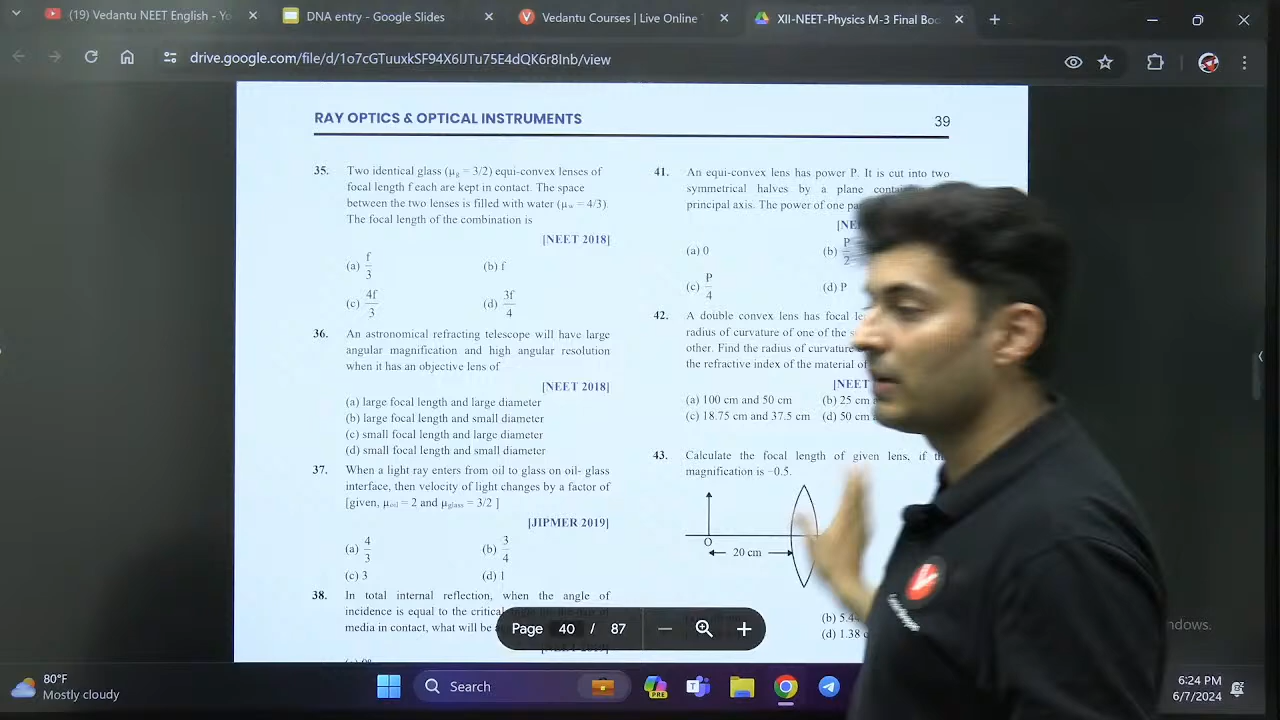 (19) Vedantu NEET English - Yo
DNA entry - Google Slides
Vedantu Courses | Live Online
XII-NEET-Physics M-3 Final Boo
drive.google.com/file/d/1o7cGTuuxkSF94X6IJTu75E4dQK6r8Inb/view
RAY OPTICS & OPTICAL INSTRUMENTS
39
35. Two identical glass (μg = 3/2) equi-convex lenses of
focal length f each are kept in contact. The space
between the two lenses is filled with water (μw = 4/3).
The focal length of the combination is
[NEET 2018]
(a) f/3 (b) f
(c) 4f/3 (d) 3f/4
36. An astronomical refracting telescope will have large
angular magnification and high angular resolution
when it has an objective lens of
[NEET 2018]
(a) large focal length and large diameter
(b) large focal length and small diameter
(c) small focal length and large diameter
(d) small focal length and small diameter
37. When a light ray enters from oil to glass on oil- glass
interface, then velocity of light changes by a factor of
[given, μoil = 2 and μglass = 3/2 ]
[JIPMER 2019]
(a) 4/3 (b) 3/4
(c) 3 (d) 1
38. In total internal reflection, when the angle of
incidence is equal to the critical
media in contact, what will be
41. An equi-convex lens has power P. It is cut into two
symmetrical halves by a plane
principal axis. The power of one
(a) 0 (b) P/2
(c) P/4 (d) P
42. A double convex lens has focal
radius of curvature of one of the
other. Find the radius of curvature
the refractive index of the material of
[NEET
(a) 100 cm and 50 cm (b) 25 cm
(c) 18.75 cm and 37.5 cm (d) 50 cm
43. Calculate the focal length of given lens, if
magnification is −0.5.
O
20 cm
(b) 5.4
(d) 1.38
Page 40 / 87
80°F
Mostly cloudy
Search
PRE
6:24 PM
6/7/2024